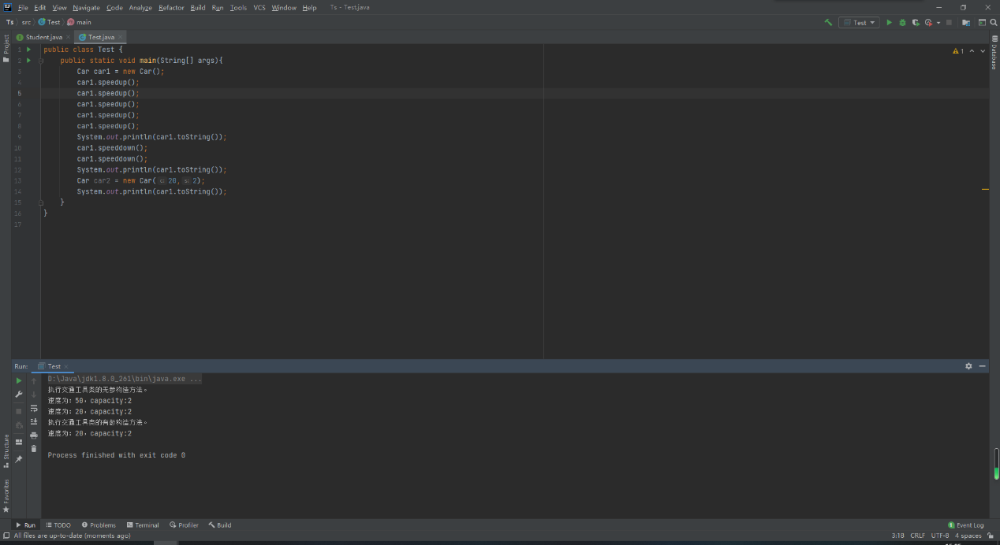 File Edit View Navigate Code Analyze Refactor Build Run Tools VCS Window Help Ts - Test.java
Ts src Test main
Test
Student.java Test.java
Project
Database
1 public class Test {
1
2 public static void main(String[] args){
3 Car car1 = new Car();
4 car1.speedup();
5 car1.speedup();
6 car1.speedup();
7 car1.speedup();
8 car1.speedup();
9 System.out.println(car1.toString());
10 car1.speeddown();
11 car1.speeddown();
12 System.out.println(car1.toString());
13 Car car2 = new Car( c: 20, s: 2);
14 System.out.println(car1.toString());
15 }
16 }
17
Run: Test
D:\Java\jdk1.8.0_261\bin\java.exe ...
执行交通工具类的无参构造方法。
速度为：50，capacity:2
速度为：20，capacity:2
执行交通工具类的有参构造方法。
速度为：20，capacity:2
Process finished with exit code 0
Structure
Favorites
Run TODO Problems Terminal Profiler Build
1 Event Log
All files are up-to-date (moments ago)
3:18 CRLF UTF-8 4 spaces